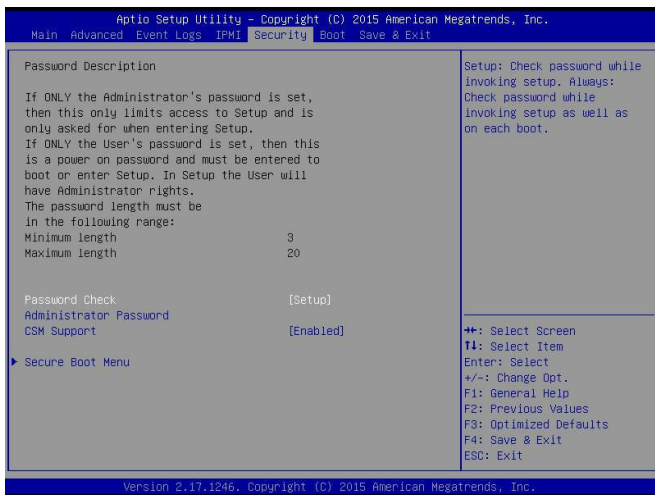 Aptio Setup Utility – Copyright (C) 2015 American Megatrends, Inc.
Main Advanced Event Logs IPMI Security Boot Save & Exit
Password Description
If ONLY the Administrator's password is set,
then this only limits access to Setup and is
only asked for when entering Setup.
If ONLY the User's password is set, then this
is a power on password and must be entered to
boot or enter Setup. In Setup the User will
have Administrator rights.
The password length must be
in the following range:
Minimum length 3
Maximum length 20
Password Check [Setup]
Administrator Password
CSM Support [Enabled]
Secure Boot Menu
Setup: Check password while
invoking setup. Always:
Check password while
invoking setup as well as
on each boot.
→←: Select Screen
↑↓: Select Item
Enter: Select
+/-: Change Opt.
F1: General Help
F2: Previous Values
F3: Optimized Defaults
F4: Save & Exit
ESC: Exit
Version 2.17.1246. Copyright (C) 2015 American Megatrends, Inc.